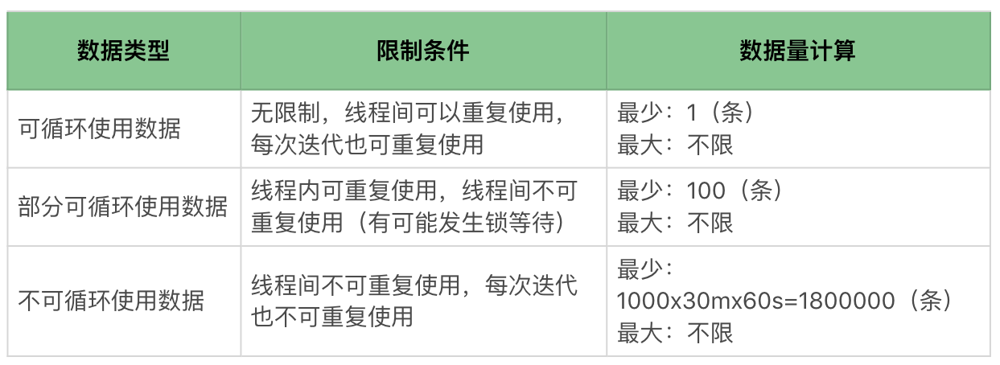 数据类型
限制条件
数据量计算
可循环使用数据
无限制，线程间可以重复使用，
每次迭代也可重复使用
最少：1（条）
最大：不限
部分可循环使用数据
线程内可重复使用，线程间不可
重复使用（有可能发生锁等待）
最少：100（条）
最大：不限
不可循环使用数据
线程间不可重复使用，每次迭代
也不可重复使用
最少：
1000x30mx60s=1800000（条）
最大：不限